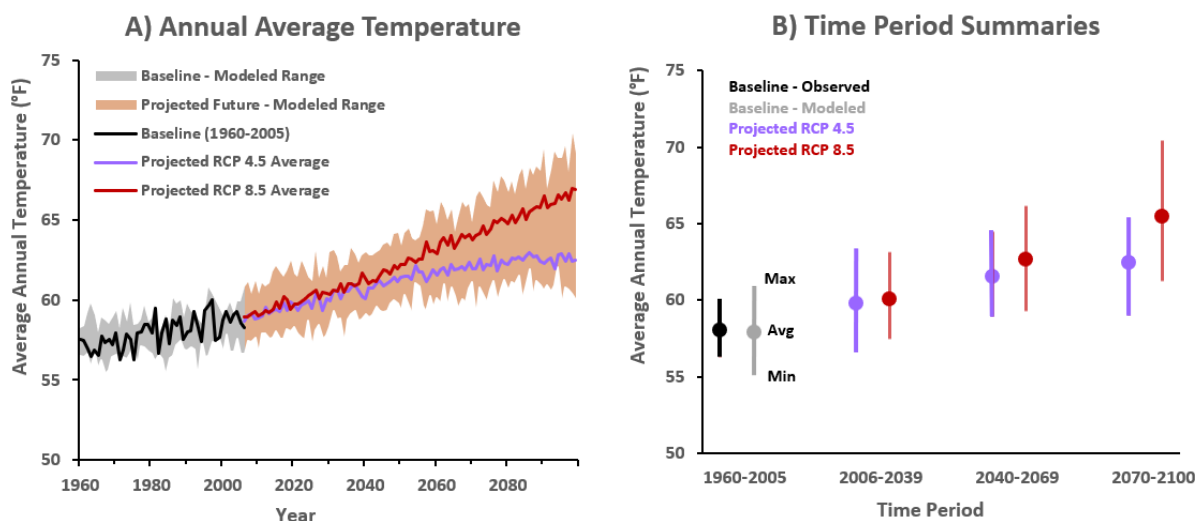 A) Annual Average Temperature
Average Annual Temperature (°F)
75
70
65
60
55
50
Baseline - Modeled Range
Projected Future - Modeled Range
Baseline (1960-2005)
Projected RCP 4.5 Average
Projected RCP 8.5 Average
1960 1980 2000 2020 2040 2060 2080
Year
B) Time Period Summaries
Average Annual Temperature (°F)
75
70
65
60
55
50
Baseline - Observed
Baseline - Modeled
Projected RCP 4.5
Projected RCP 8.5
Max
Avg
Min
1960-2005 2006-2039 2040-2069 2070-2100
Time Period